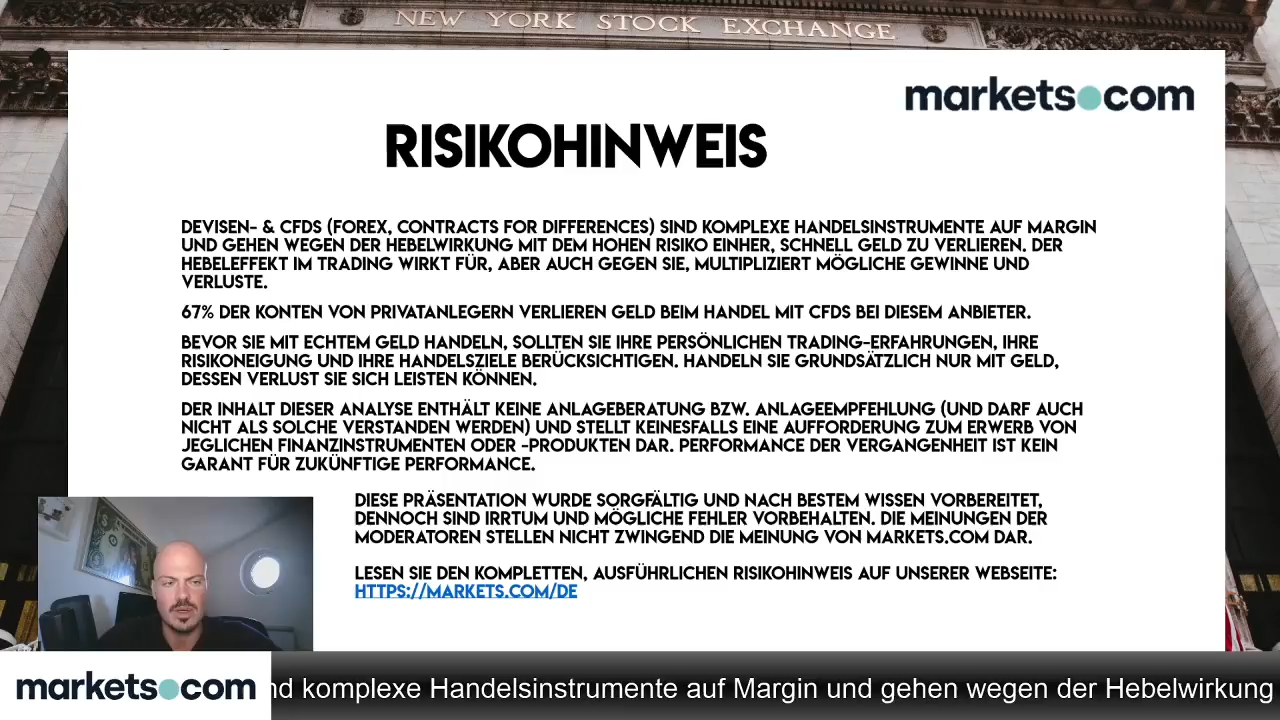 NEW YORK STOCK EXCHANGE
markets.com
RISIKOHINWEIS
DEVISEN- & CFDS (FOREX, CONTRACTS FOR DIFFERENCES) SIND KOMPLEXE HANDELSINSTRUMENTE AUF MARGIN
UND GEHEN WEGEN DER HEBELWIRKUNG MIT DEM HOHEN RISIKO EINHER, SCHNELL GELD ZU VERLIEREN. DER
HEBELEFFEKT IM TRADING WIRKT FÜR, ABER AUCH GEGEN SIE, MULTIPLIZIERT MÖGLICHE GEWINNE UND
VERLUSTE.
67% DER KONTEN VON PRIVATANLEGERN VERLIEREN GELD BEIM HANDEL MIT CFDS BEI DIESEM ANBIETER.
BEVOR SIE MIT ECHTEM GELD HANDELN, SOLLTEN SIE IHRE PERSÖNLICHEN TRADING-ERFAHRUNGEN, IHRE
RISIKONEIGUNG UND IHRE HANDELSZIELE BERÜCKSICHTIGEN. HANDELN SIE GRUNDSÄTZLICH NUR MIT GELD,
DESSEN VERLUST SIE SICH LEISTEN KÖNNEN.
DER INHALT DIESER ANALYSE ENTHÄLT KEINE ANLAGEBERATUNG BZW. ANLAGEEMPFEHLUNG (UND DARF AUCH
NICHT ALS SOLCHE VERSTANDEN WERDEN) UND STELLT KEINESFALLS EINE AUFFORDERUNG ZUM ERWERB VON
JEGLICHEN FINANZINSTRUMENTEN ODER -PRODUKTEN DAR. PERFORMANCE DER VERGANGENHEIT IST KEIN
GARANT FÜR ZUKÜNFTIGE PERFORMANCE.
DIESE PRÄSENTATION WURDE SORGFÄLTIG UND NACH BESTEM WISSEN VORBEREITET,
DENNOCH SIND IRRTUM UND MÖGLICHE FEHLER VORBEHALTEN. DIE MEINUNGEN DER
MODERATOREN STELLEN NICHT ZWINGEND DIE MEINUNG VON MARKETS.COM DAR.
LESEN SIE DEN KOMPLETTEN, AUSFÜHRLICHEN RISIKOHINWEIS AUF UNSERER WEBSEITE:
HTTPS://MARKETS.COM/DE
markets.com
nd komplexe Handelsinstrumente auf Margin und gehen wegen der Hebelwirkung